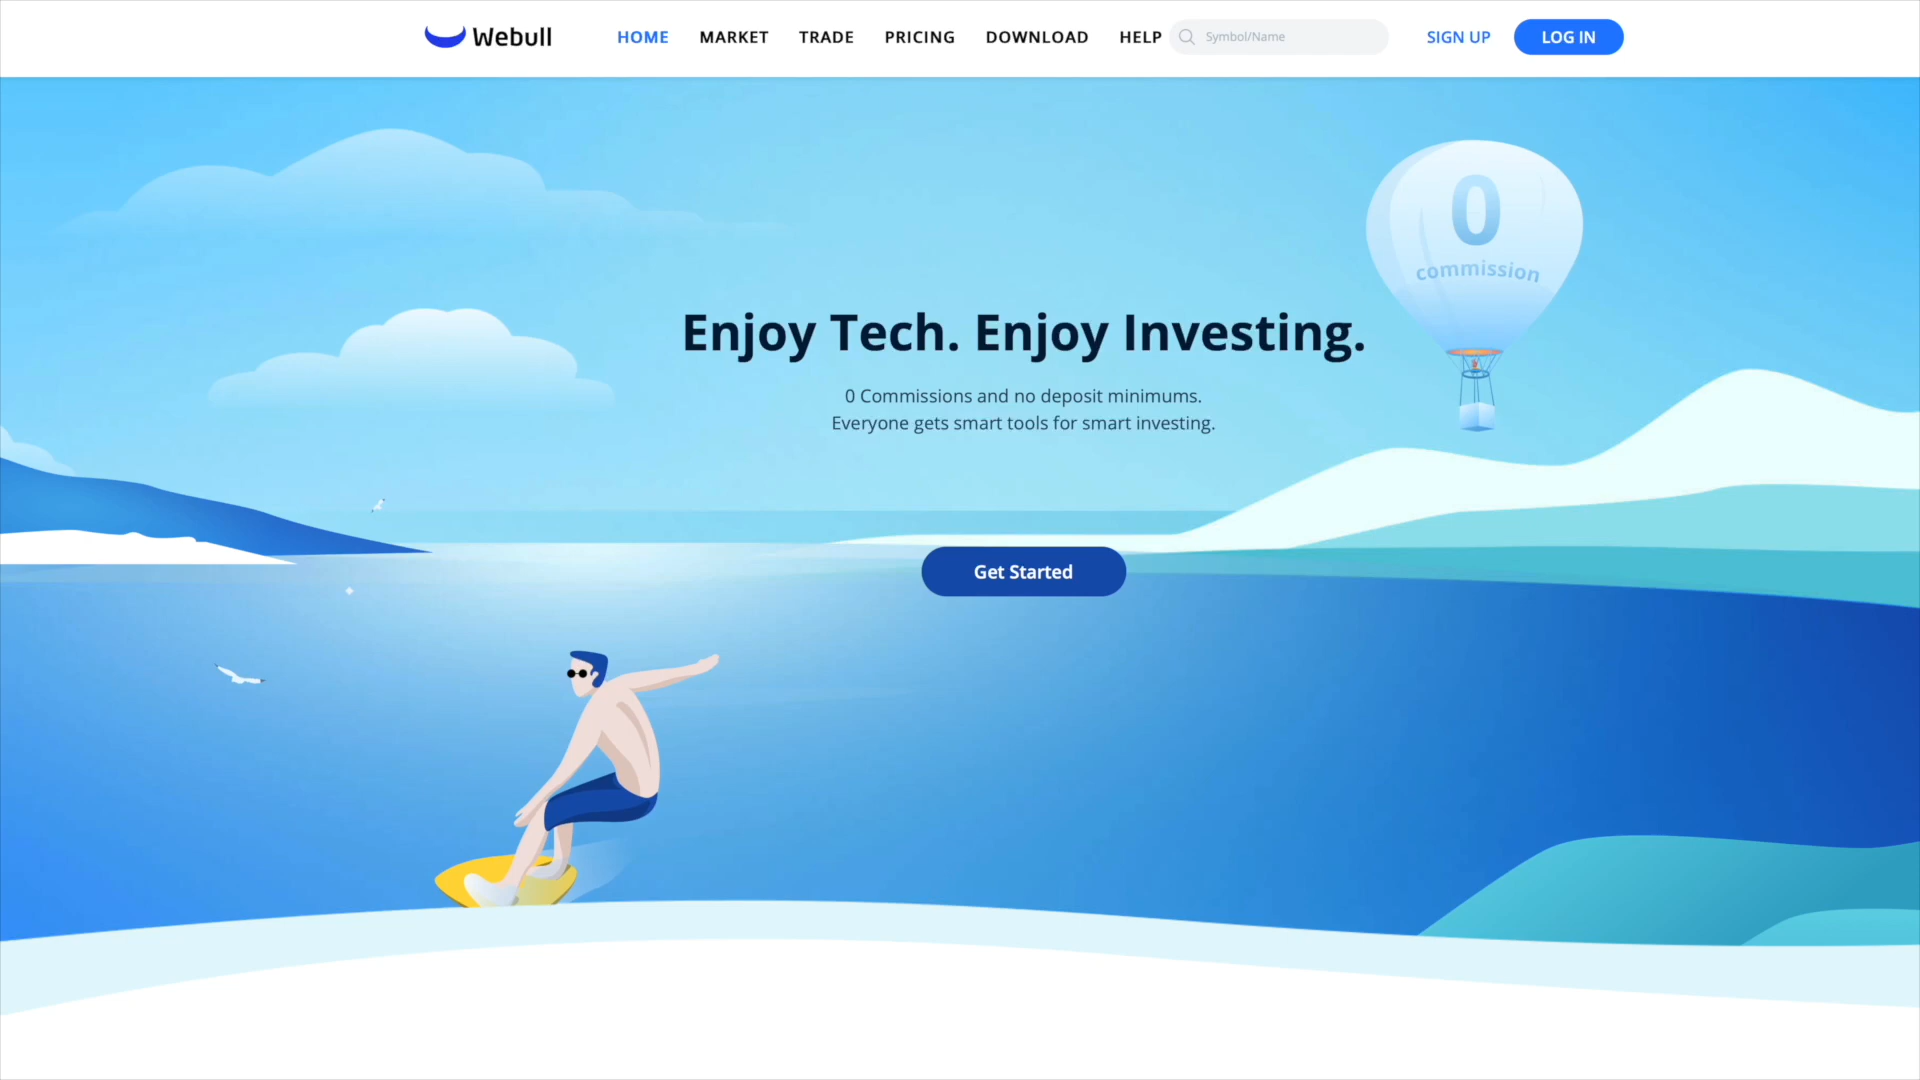 Webull
HOME MARKET TRADE PRICING DOWNLOAD HELP Symbol/Name SIGN UP LOG IN
0
commission
Enjoy Tech. Enjoy Investing.
0 Commissions and no deposit minimums.
Everyone gets smart tools for smart investing.
Get Started